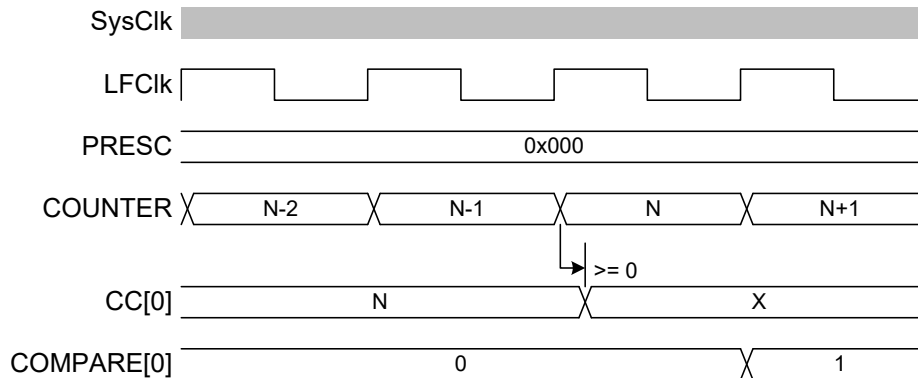 SysClk
LFClk
PRESC 0x000
COUNTER N-2 N-1 N N+1
>= 0
CC[0] N X
COMPARE[0] 0 1